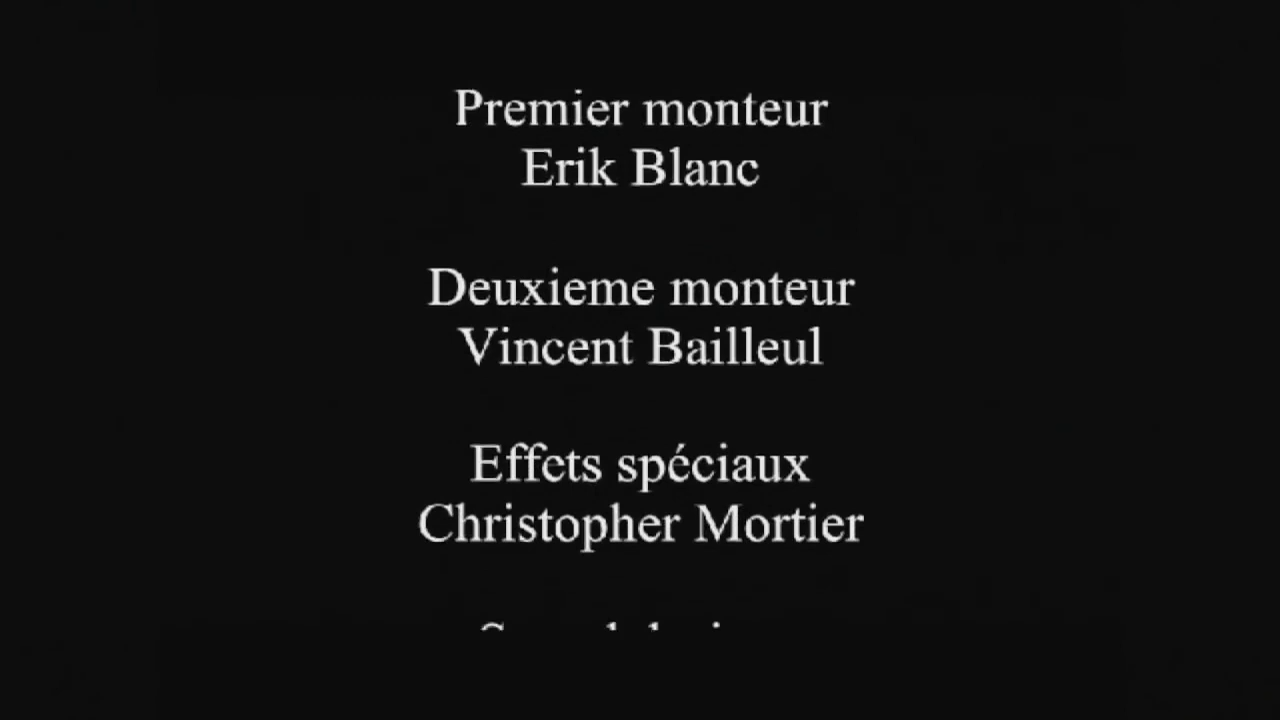 Premier monteur
Erik Blanc
Deuxieme monteur
Vincent Bailleul
Effets spéciaux
Christopher Mortier